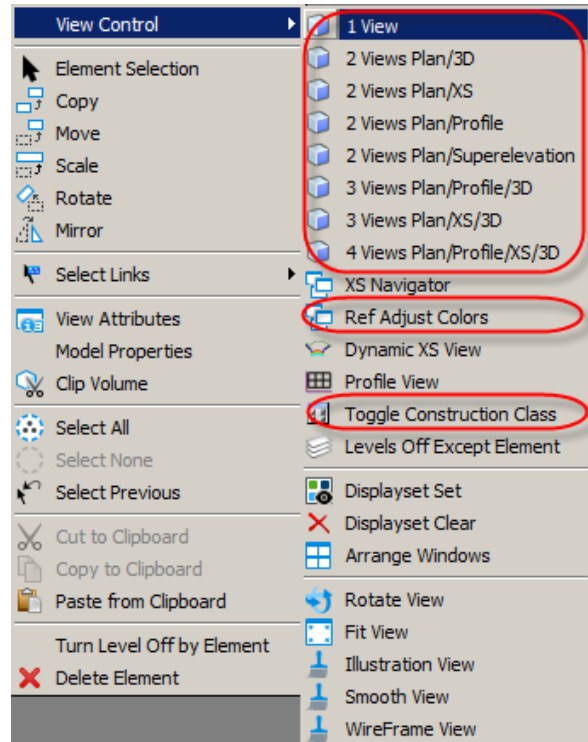 View Control
Element Selection
Copy
Move
Scale
Rotate
Mirror
Select Links
View Attributes
Model Properties
Clip Volume
Select All
Select None
Select Previous
Cut to Clipboard
Copy to Clipboard
Paste from Clipboard
Turn Level Off by Element
Delete Element
1 View
2 Views Plan/3D
2 Views Plan/XS
2 Views Plan/Profile
2 Views Plan/Superelevation
3 Views Plan/Profile/3D
3 Views Plan/XS/3D
4 Views Plan/Profile/XS/3D
XS Navigator
Ref Adjust Colors
Dynamic XS View
Profile View
Toggle Construction Class
Levels Off Except Element
Displayset Set
Displayset Clear
Arrange Windows
Rotate View
Fit View
Illustration View
Smooth View
WireFrame View